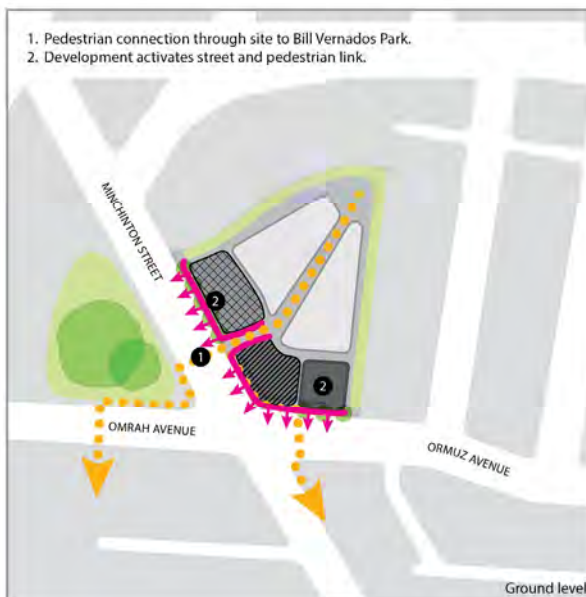 1. Pedestrian connection through site to Bill Vernados Park.
2. Development activates street and pedestrian link.
MINCHINTON STREET
2
1
2
OMRAH AVENUE
ORMUZ AVENUE
Ground level